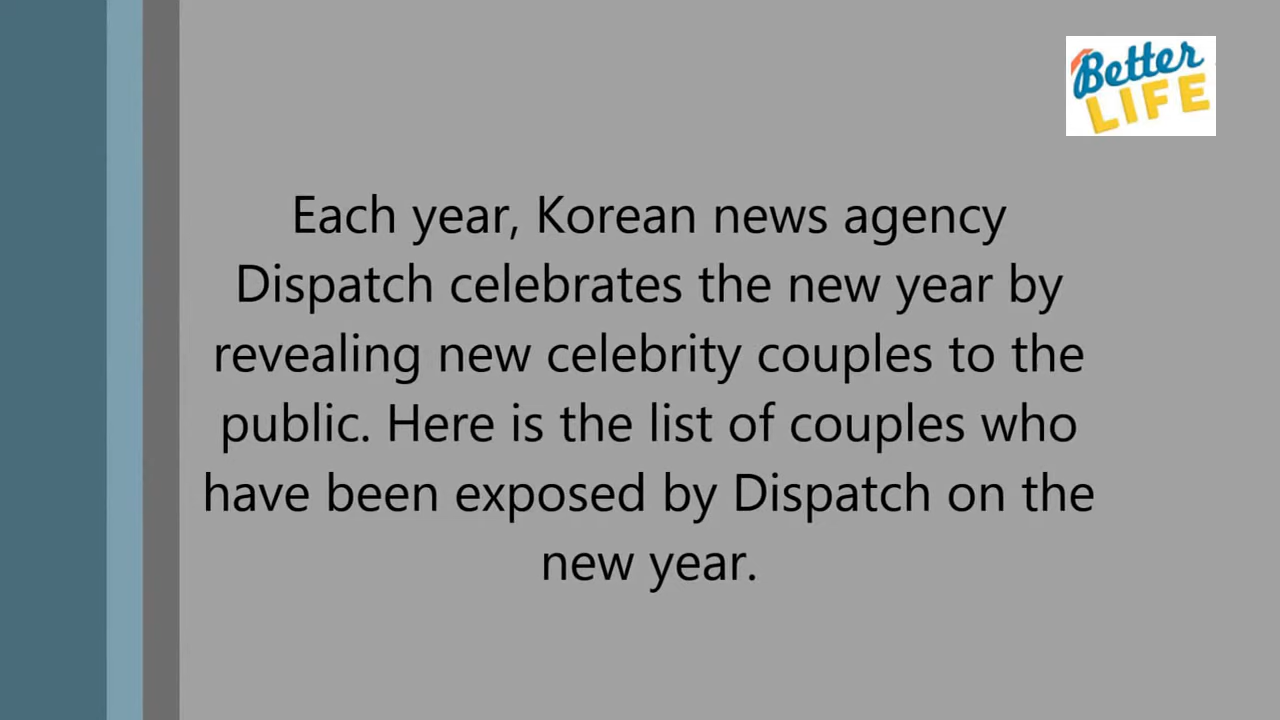 Better
LIFE
Each year, Korean news agency
Dispatch celebrates the new year by
revealing new celebrity couples to the
public. Here is the list of couples who
have been exposed by Dispatch on the
new year.